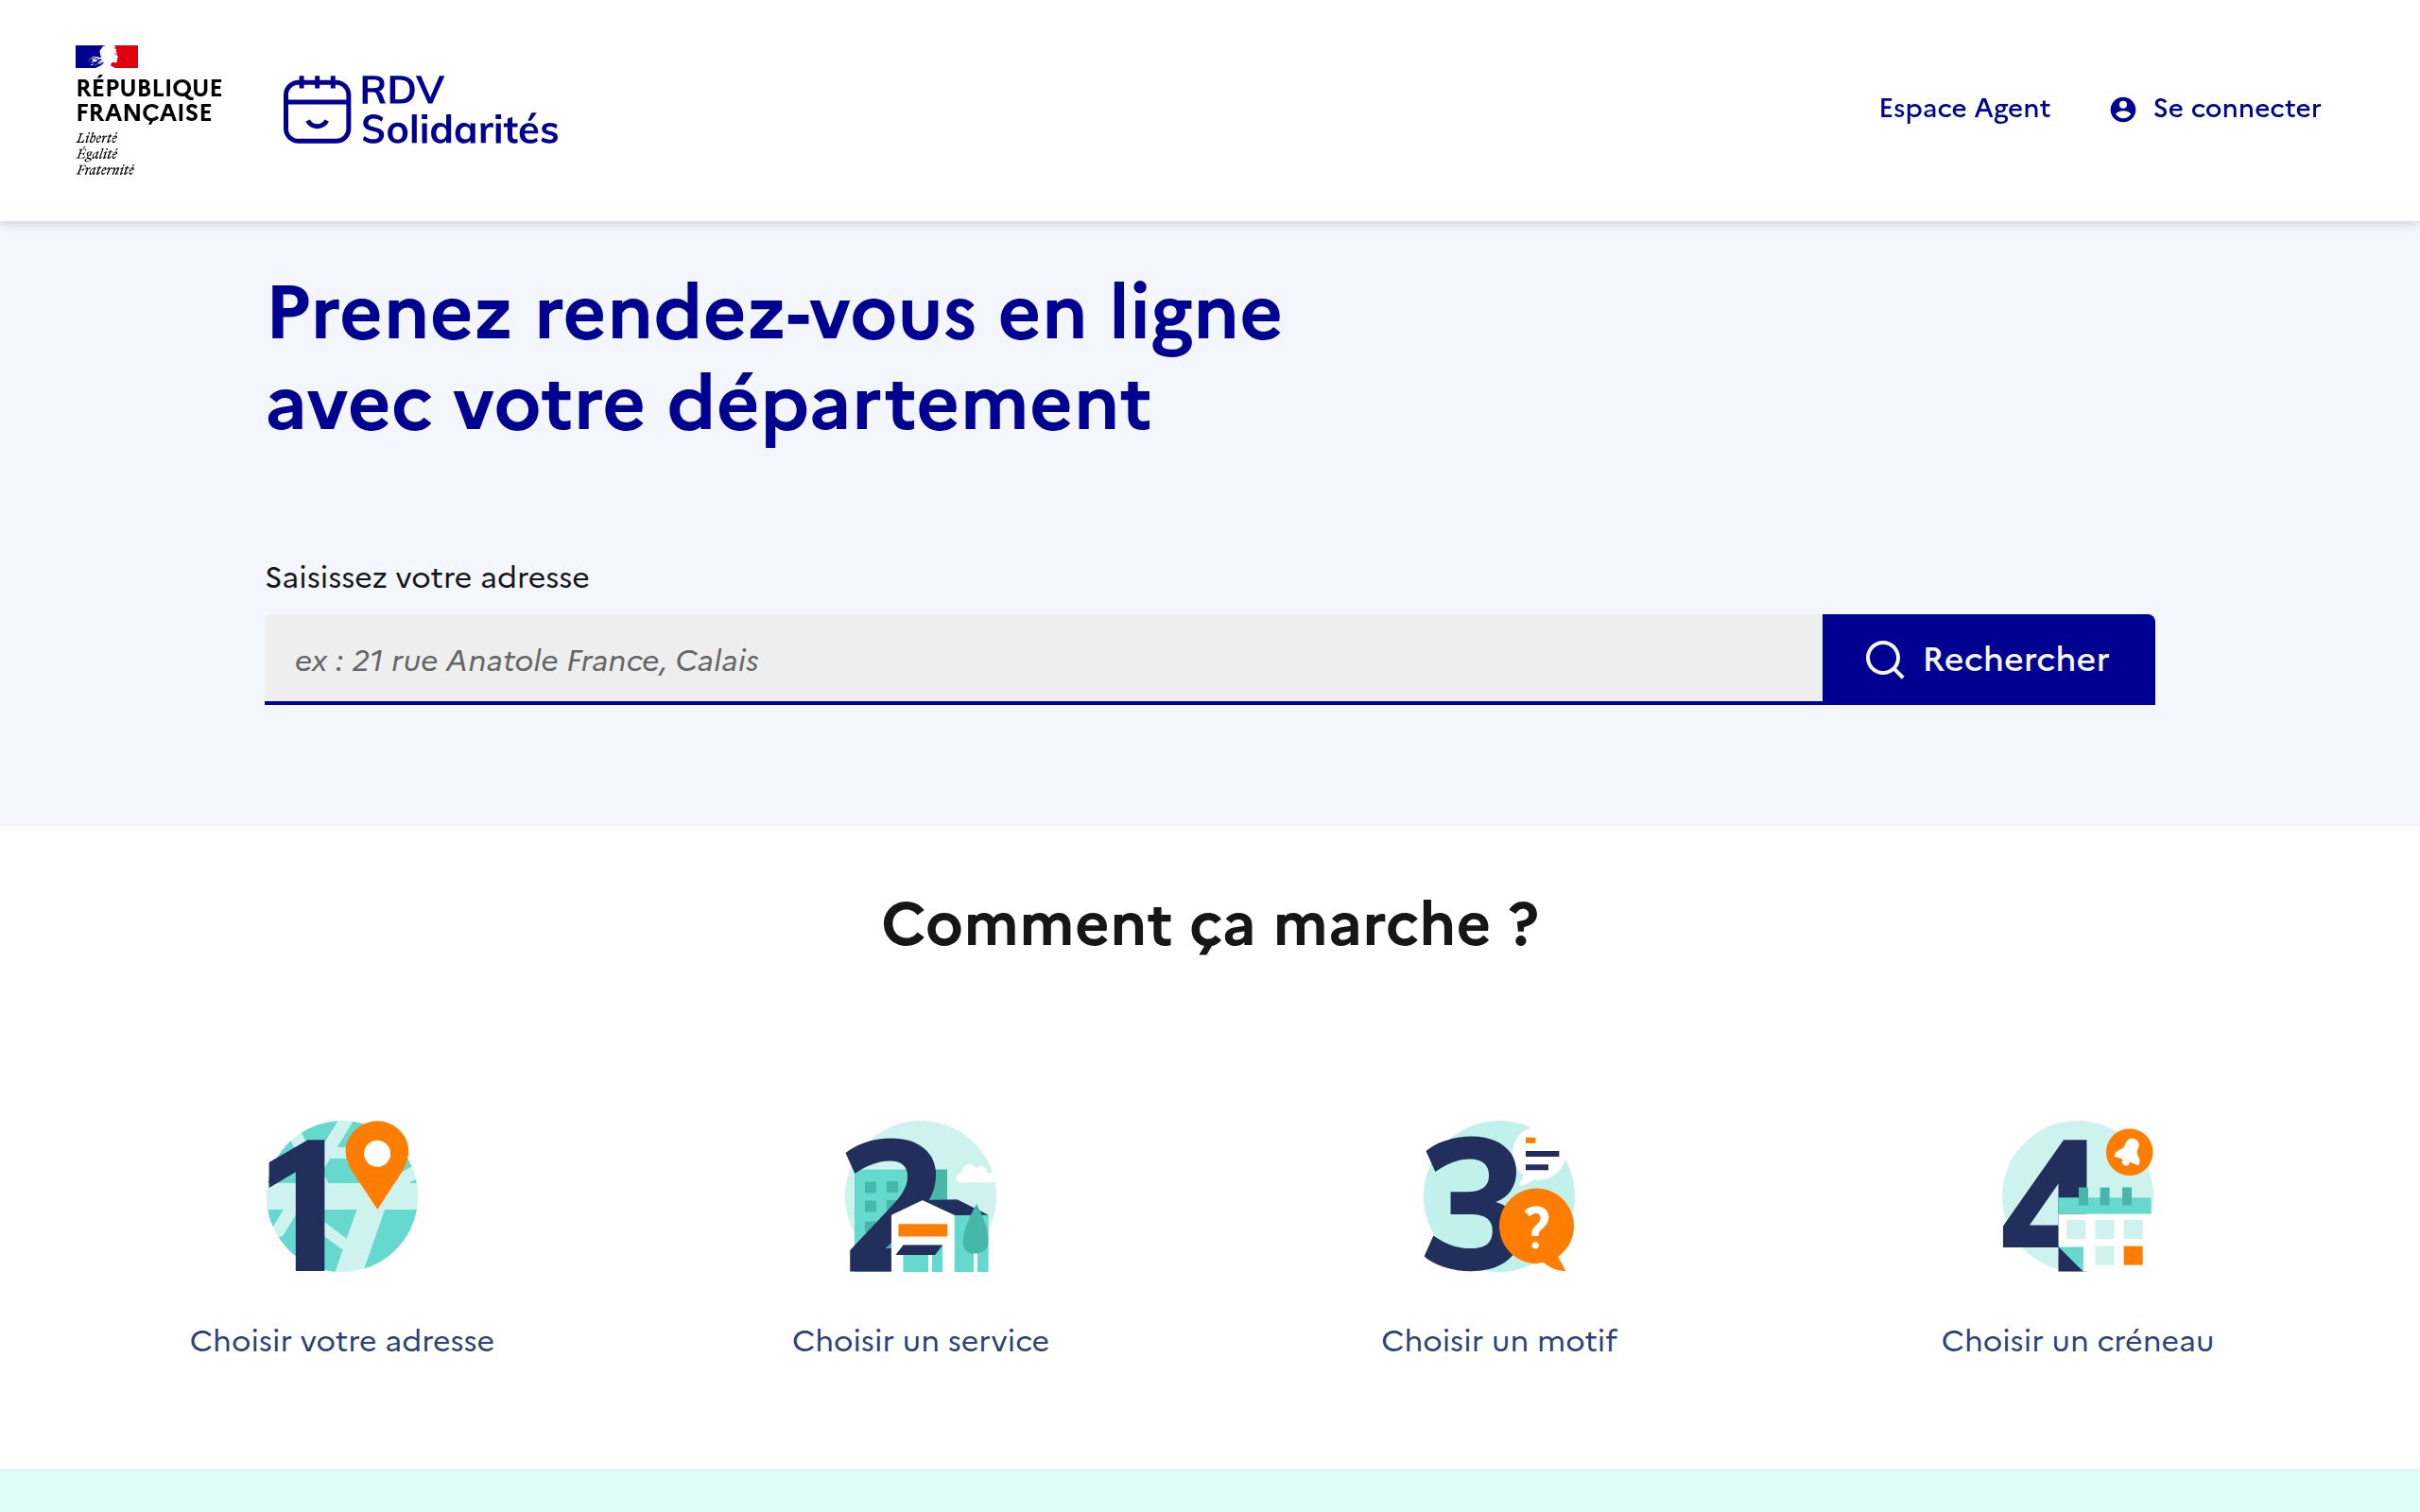 RÉPUBLIQUE
FRANÇAISE
Liberté
Égalité
Fraternité
RDV
Solidarités
Espace Agent
Se connecter
Prenez rendez-vous en ligne
avec votre département
Saisissez votre adresse
ex : 21 rue Anatole France, Calais
Rechercher
Comment ça marche ?
1
2
3
?
4
Choisir votre adresse
Choisir un service
Choisir un motif
Choisir un créneau